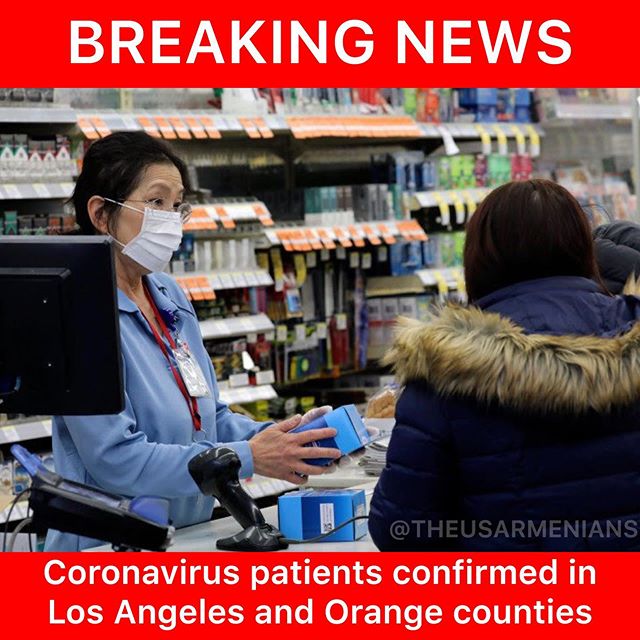 BREAKING NEWS
@THEUSARMENIANS
Coronavirus patients confirmed in
Los Angeles and Orange counties